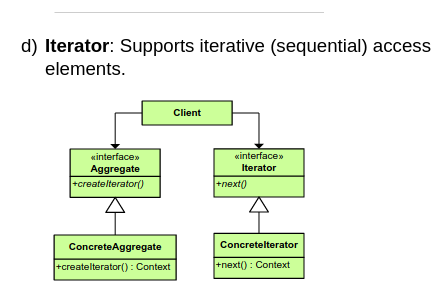 d) Iterator: Supports iterative (sequential) access
elements.
Client
«interface»
Aggregate
+createIterator()
«interface»
Iterator
+next()
ConcreteAggregate
+createIterator() : Context
ConcreteIterator
+next() : Context